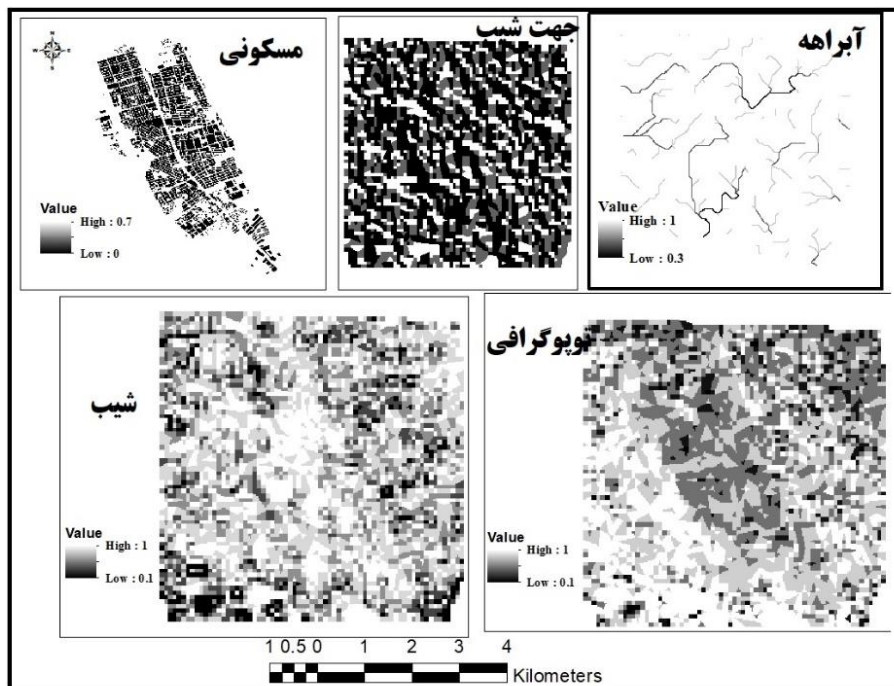 مسکونی
N
W
E
S
Value
High : 0.7
Low : 0
جهت شیب
آبراهه
Value
High : 1
Low : 0.3
شیب
Value
High : 1
Low : 0.1
توپوگرافی
Value
High : 1
Low : 0.1
1 0.5 0 1 2 3 4
Kilometers